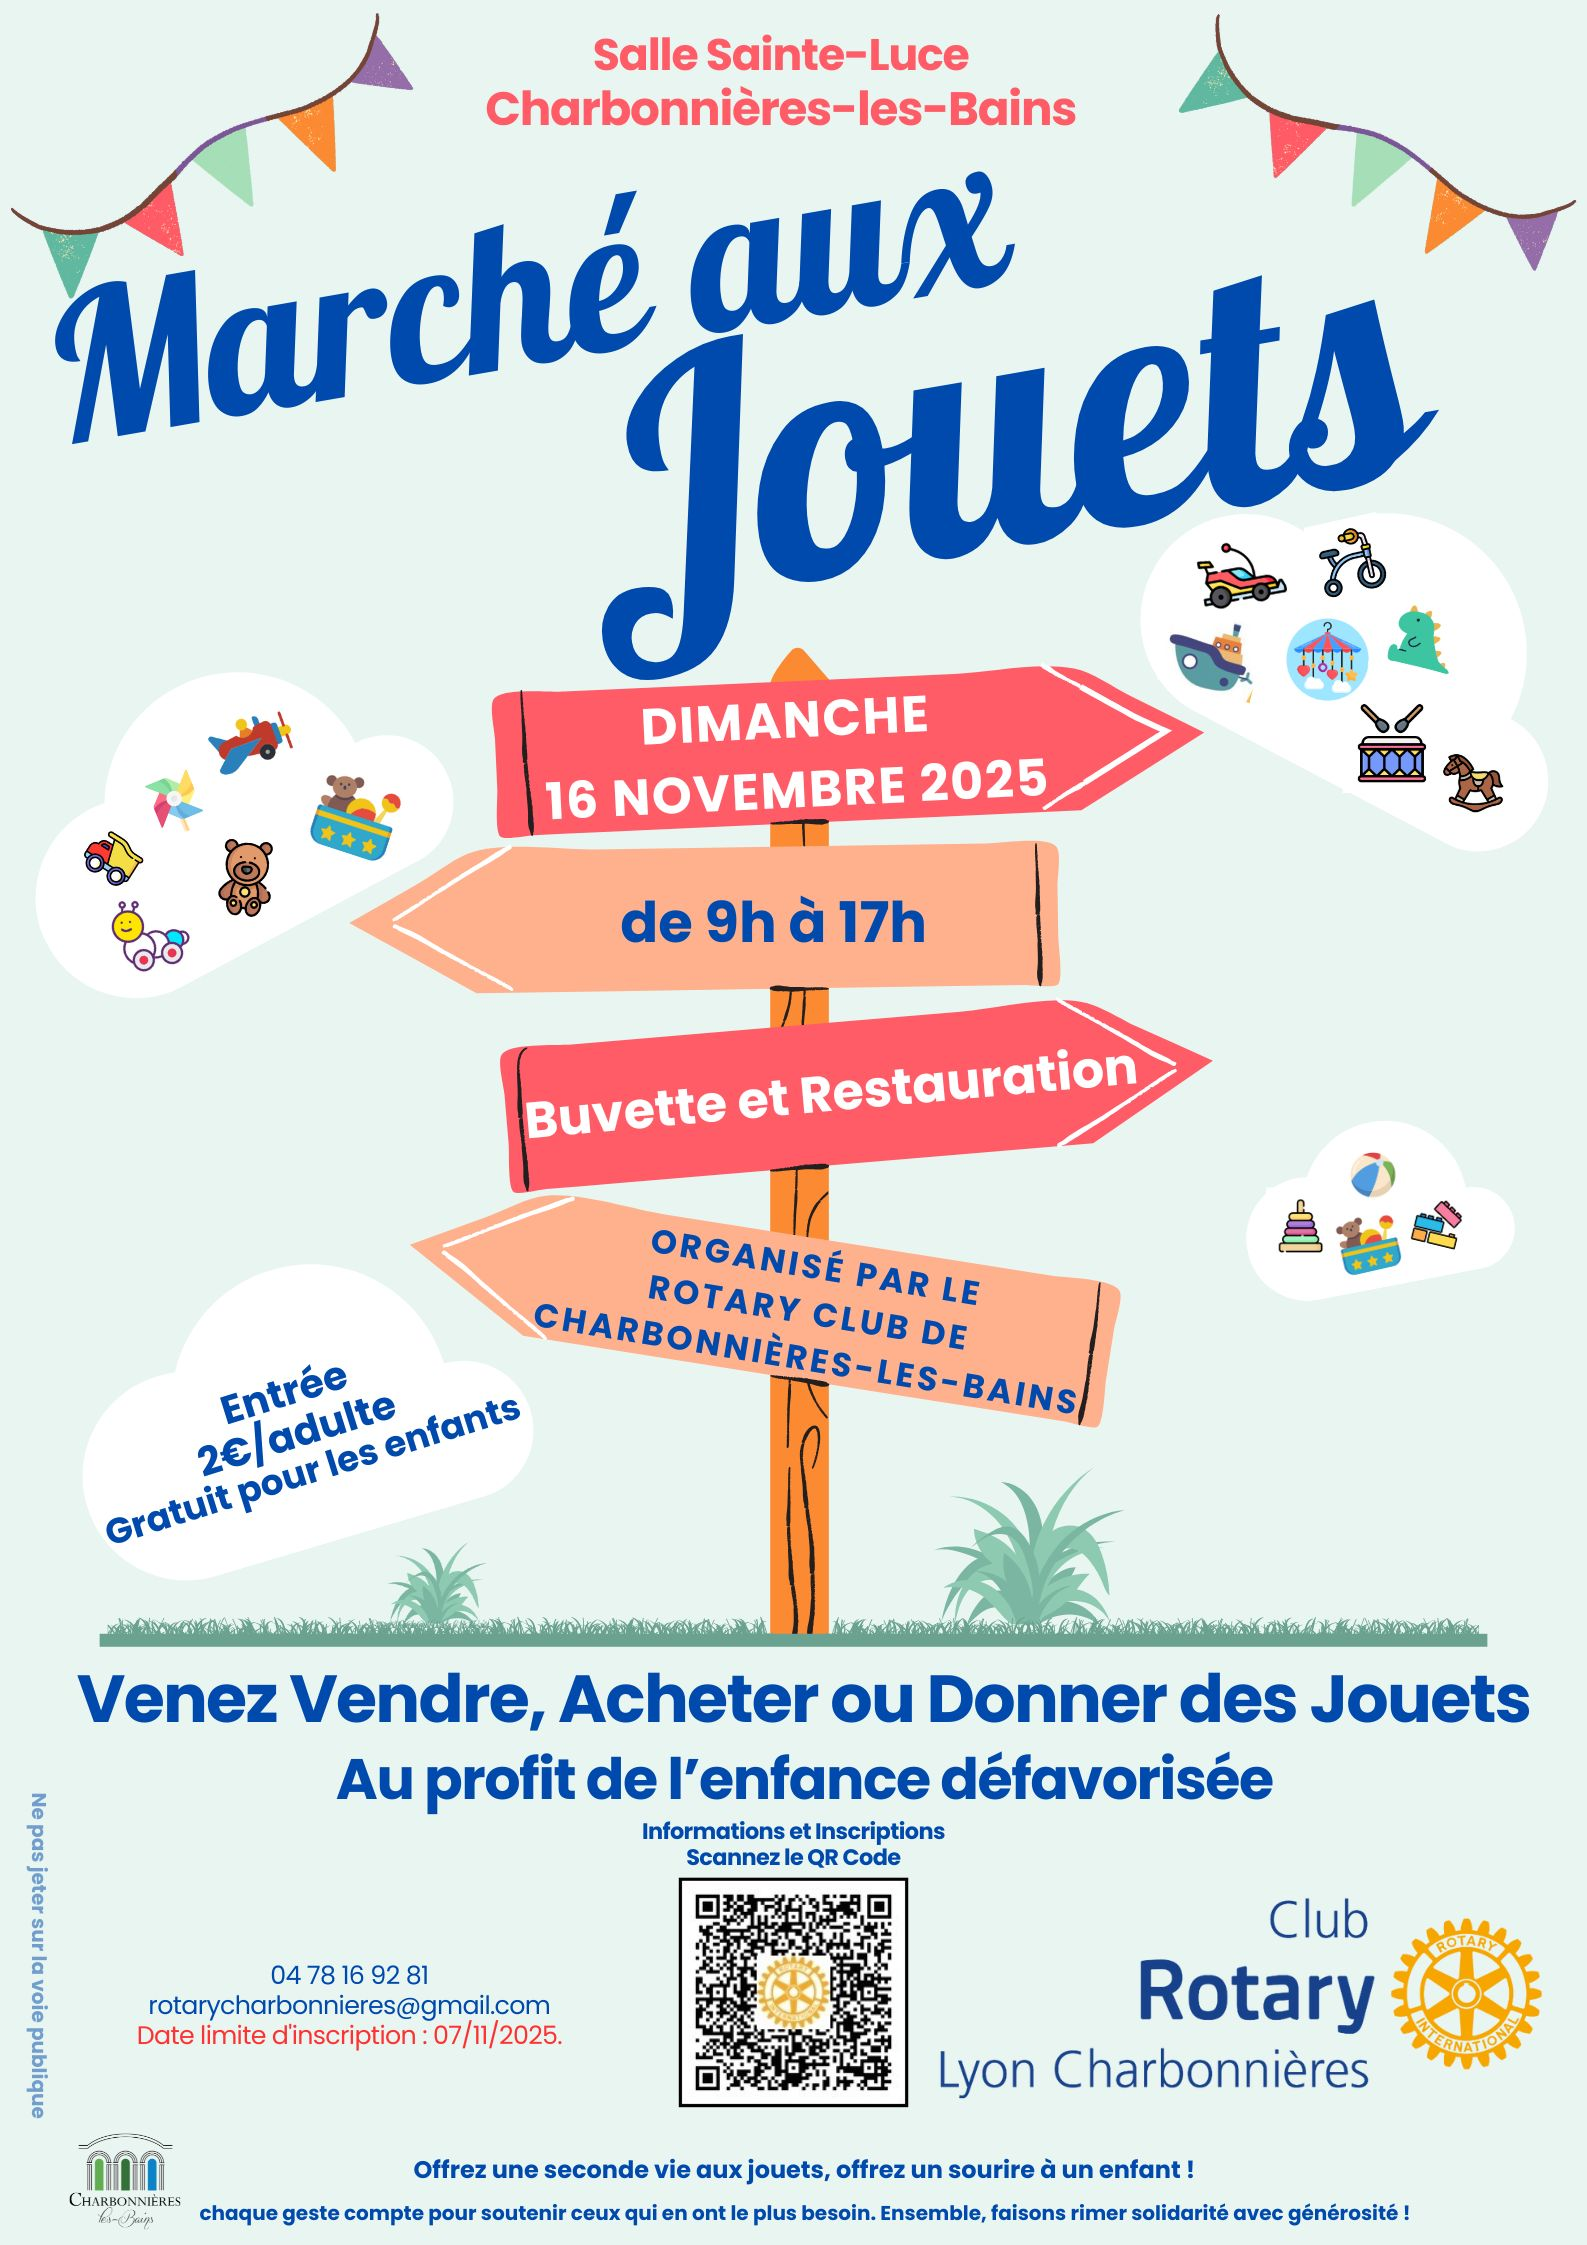 Salle Sainte-Luce
Charbonnières-les-Bains
Marché aux
Jouets
DIMANCHE
16 NOVEMBRE 2025
de 9h à 17h
Buvette et Restauration
ORGANISÉ PAR LE
ROTARY CLUB DE
CHARBONNIÈRES-LES-BAINS
Entrée
2€/adulte
Gratuit pour les enfants
Venez Vendre, Acheter ou Donner des Jouets
Au profit de l'enfance défavorisée
Informations et Inscriptions
Scannez le QR Code
04 78 16 92 81
rotarycharbonnieres@gmail.com
Date limite d'inscription : 07/11/2025.
Club
Rotary
Lyon Charbonnières
ROTARY
INTERNATIONAL
Ne pas jeter sur la voie publique
CHARBONNIÈRES
les-Bains
Offrez une seconde vie aux jouets, offrez un sourire à un enfant !
chaque geste compte pour soutenir ceux qui en ont le plus besoin. Ensemble, faisons rimer solidarité avec générosité !